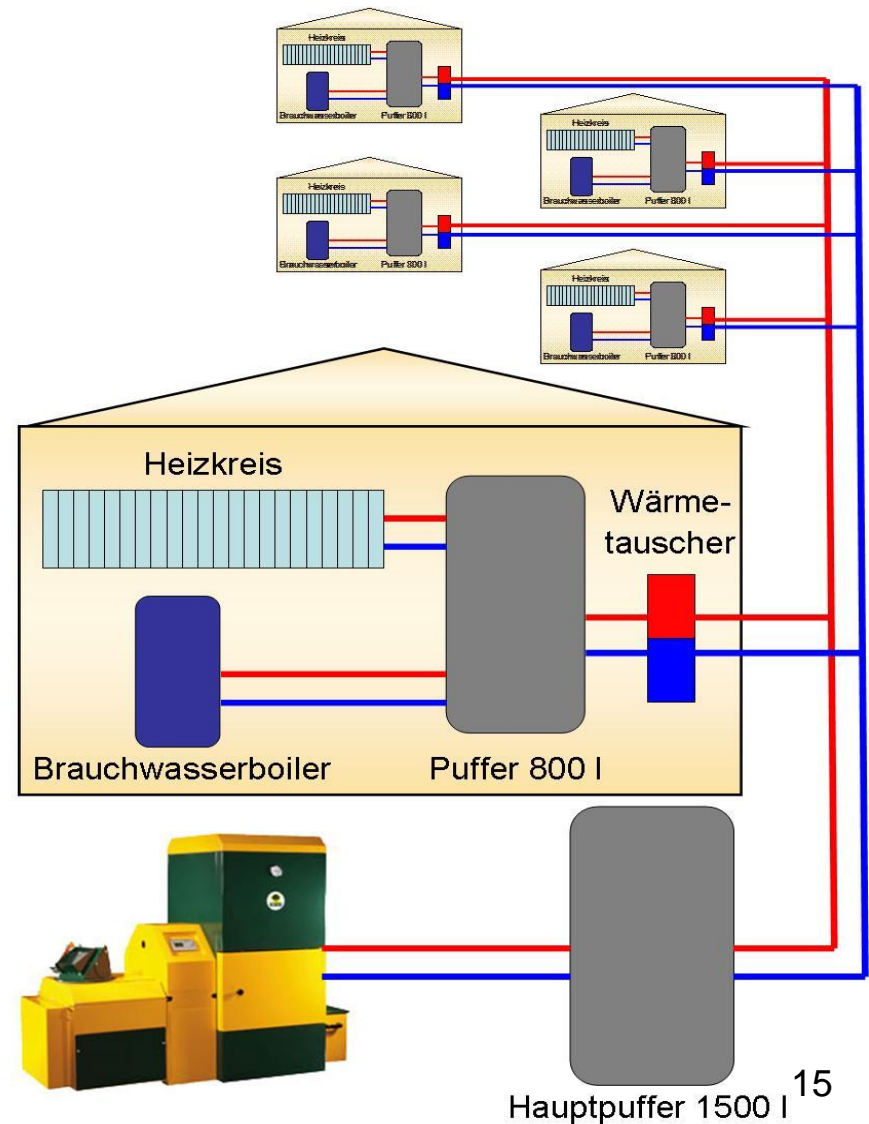 Heizkreis
Brauchwasserboiler Puffer 800 l
Heizkreis
Brauchwasserboiler Puffer 800 l
Heizkreis
Brauchwasserboiler Puffer 800 l
Heizkreis
Brauchwasserboiler Puffer 800 l
Heizkreis
Wärme-
tauscher
Brauchwasserboiler Puffer 800 l
Hauptpuffer 1500 l
15